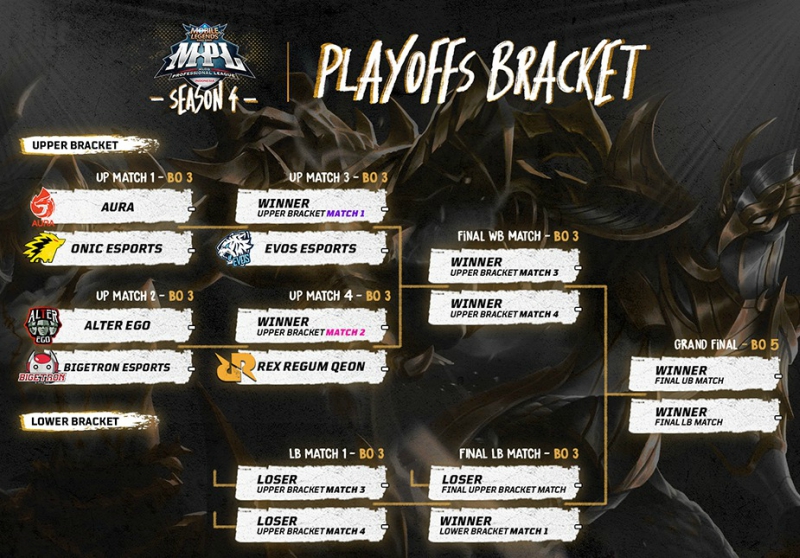 MOBILE
LEGENDS
MPL
PROFESSIONAL LEAGUE
- SEASON 4 -
PLAYOFFS BRACKET
UPPER BRACKET
UP MATCH 1 - BO 3
AURA
AURA
ONIC ESPORTS
UP MATCH 2 - BO 3
ALTER
EGO
ALTER EGO
BIGETRON
BIGETRON ESPORTS
UP MATCH 3 - BO 3
WINNER
UPPER BRACKET MATCH 1
EVOS
EVOS ESPORTS
UP MATCH 4 - BO 3
WINNER
UPPER BRACKET MATCH 2
REX REGUM QEON
FINAL WB MATCH - BO 3
WINNER
UPPER BRACKET MATCH 3
WINNER
UPPER BRACKET MATCH 4
GRAND FINAL - BO 5
WINNER
FINAL UB MATCH
WINNER
FINAL LB MATCH
LOWER BRACKET
LB MATCH 1 - BO 3
LOSER
UPPER BRACKET MATCH 3
LOSER
UPPER BRACKET MATCH 4
FINAL LB MATCH - BO 3
LOSER
FINAL UPPER BRACKET MATCH
WINNER
LOWER BRACKET MATCH 1